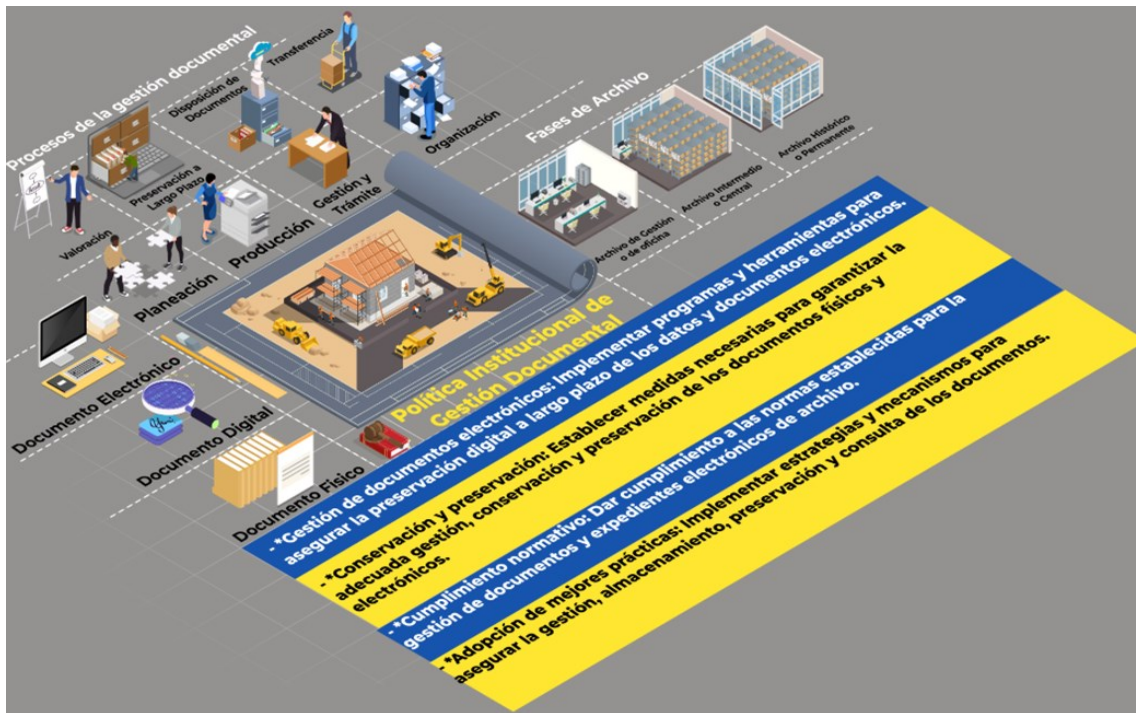 Procesos de la gestión documental
Transferencia
Disposición de
Documentos
Organización
Preservación a
Largo Plazo
Gestión y
Trámite
Valoración
Producción
Planeación
Fases de Archivo
Archivo Histórico
o Permanente
Archivo Intermedio
o Central
Archivo de Gestión
o de oficina
Documento Electrónico
Documento Digital
Documento Físico
Política Institucional de
Gestión Documental
- *Gestión de documentos electrónicos: Implementar programas y herramientas para
asegurar la preservación digital a largo plazo de los datos y documentos electrónicos.
- *Conservación y preservación: Establecer medidas necesarias para garantizar la
adecuada gestión, conservación y preservación de los documentos físicos y
electrónicos.
- *Cumplimiento normativo: Dar cumplimiento a las normas establecidas para la
gestión de documentos y expedientes electrónicos de archivo.
- *Adopción de mejores prácticas: Implementar estrategias y mecanismos para
asegurar la gestión, almacenamiento, preservación y consulta de los documentos.